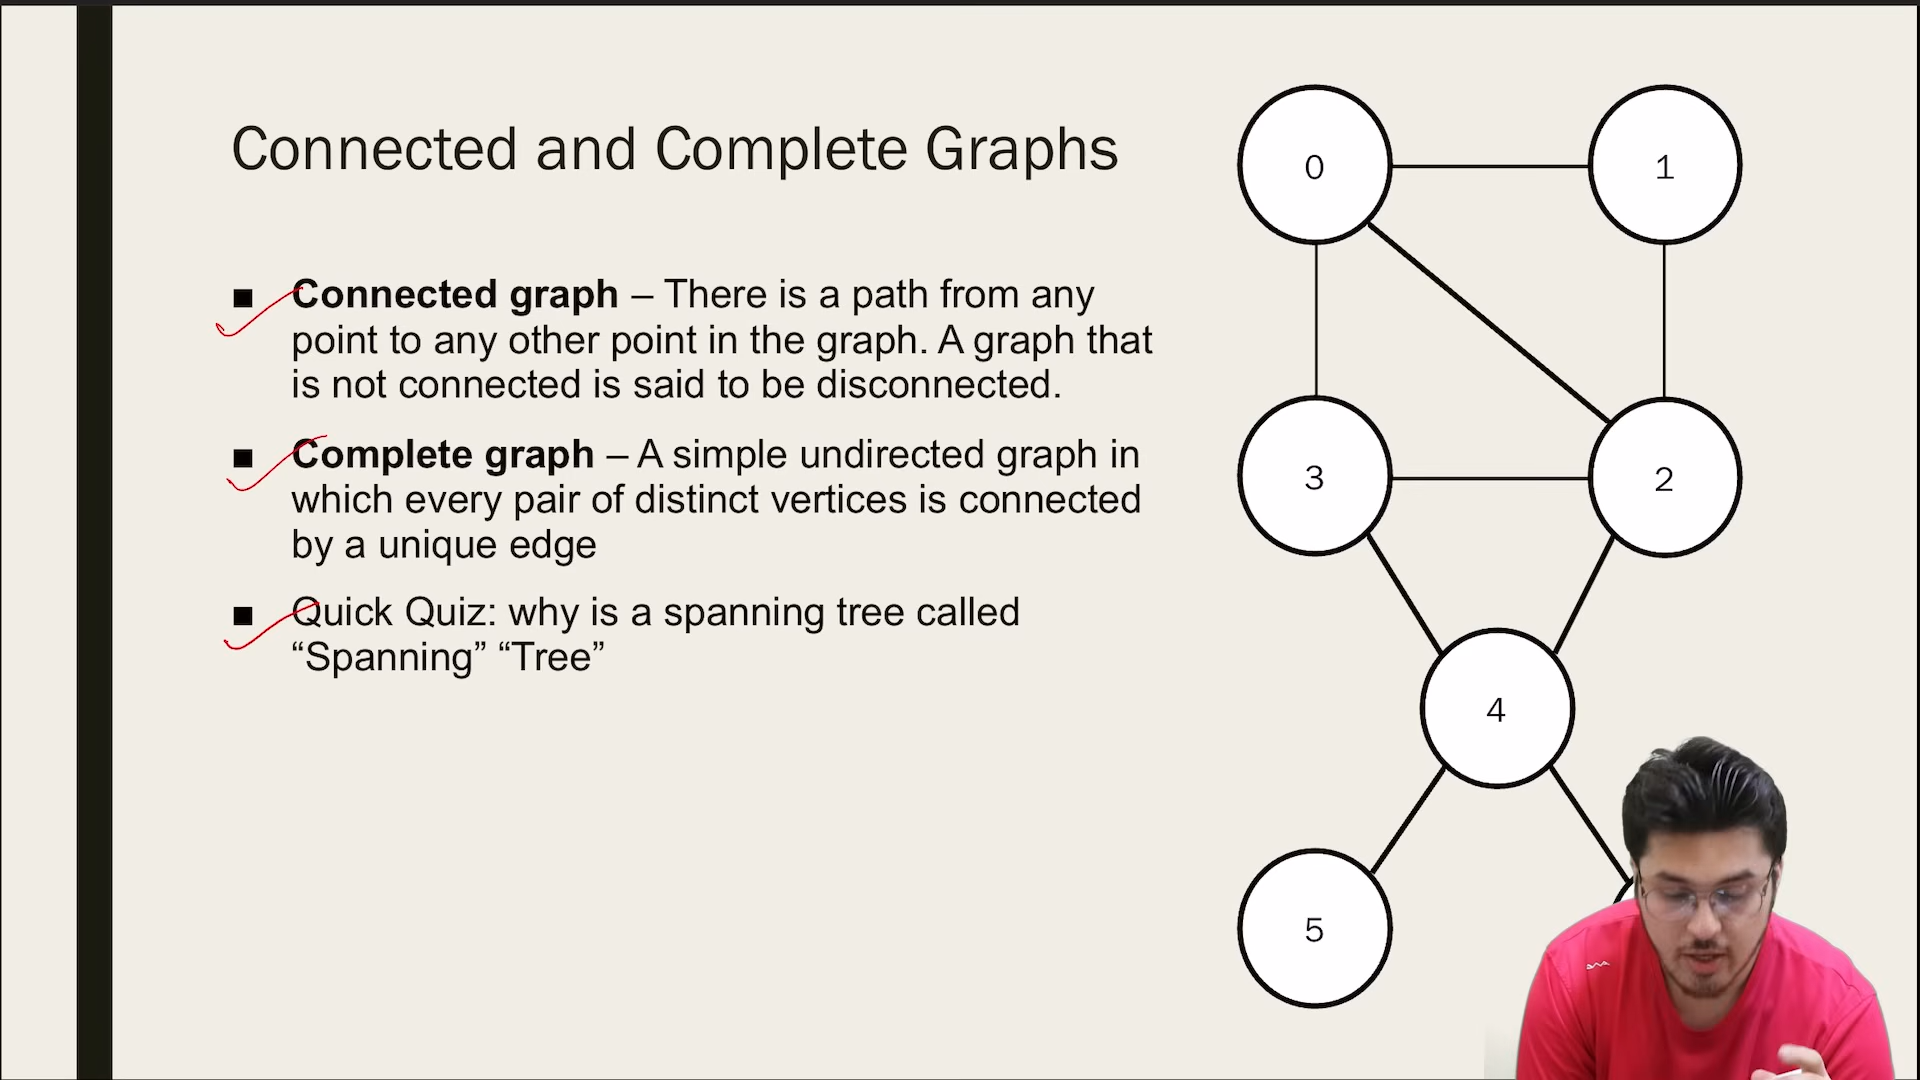 Connected and Complete Graphs
■ Connected graph – There is a path from any
point to any other point in the graph. A graph that
is not connected is said to be disconnected.
■ Complete graph – A simple undirected graph in
which every pair of distinct vertices is connected
by a unique edge
■ Quick Quiz: why is a spanning tree called
“Spanning” “Tree”
0
1
3
2
4
5